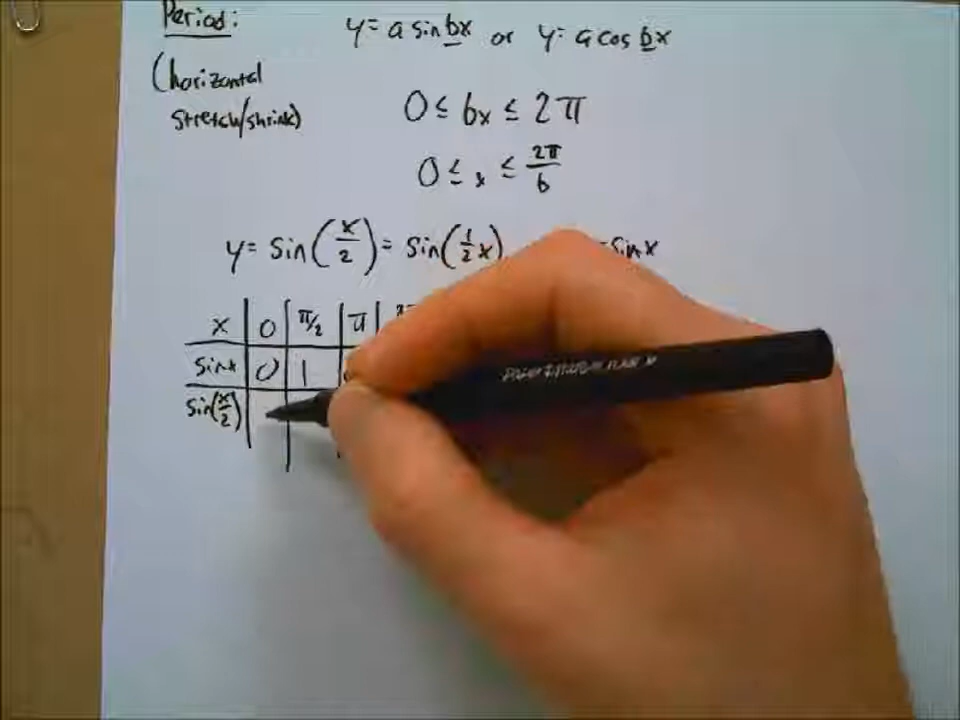 Period:
y = a sin bx or y = a cos bx
(horizontal
stretch/shrink)
0 ≤ bx ≤ 2π
0 ≤ x ≤ 2π/b
y = sin(x/2) = sin(1/2 x) = sin x
x 0 π/2 π
sin x 0 1
sin(x/2)